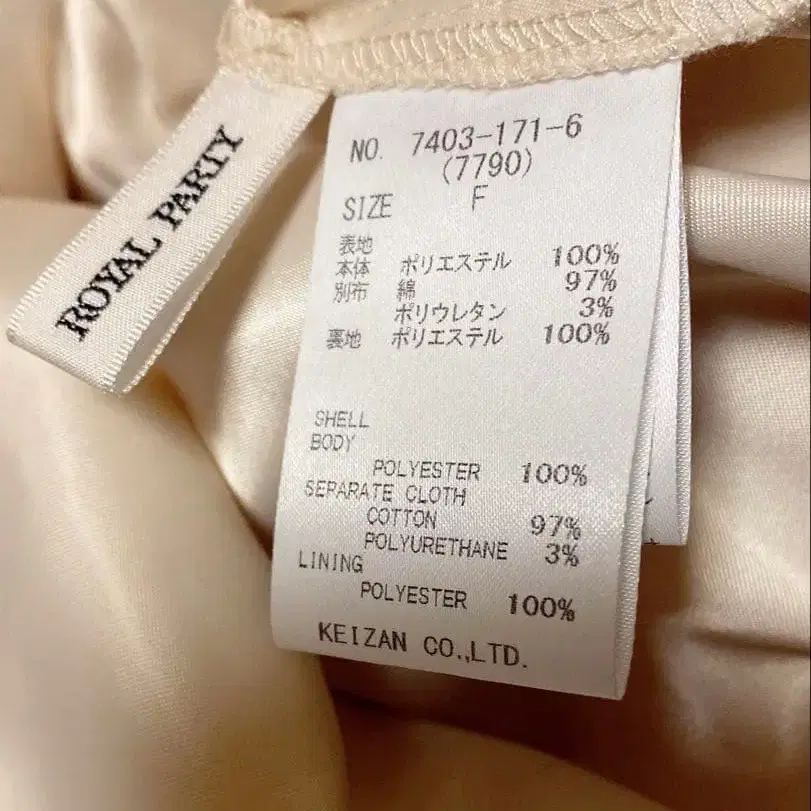 ROYAL PARTY
NO. 7403-171-6
(7790)
SIZE F
表地
本体 ポリエステル 100%
別布 綿 97%
ポリウレタン 3%
裏地 ポリエステル 100%
SHELL
BODY
POLYESTER 100%
SEPARATE CLOTH
COTTON 97%
POLYURETHANE 3%
LINING
POLYESTER 100%
KEIZAN CO.,LTD.